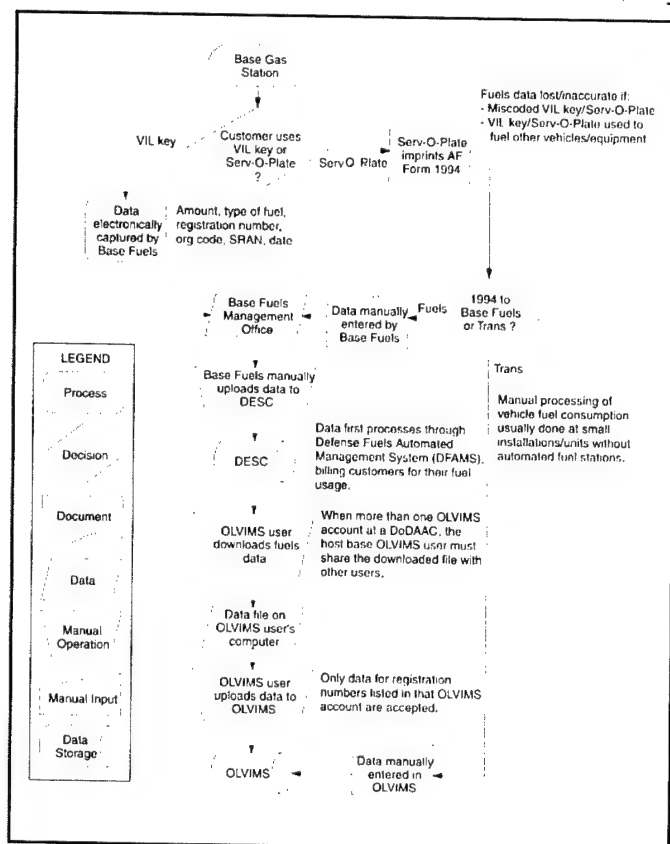 Base Gas
Station
Fuels data lost/inaccurate if:
- Miscoded VIL key/Serv-O-Plate
- VIL key/Serv-O-Plate used to
fuel other vehicles/equipment
VIL key
Customer uses
VIL key or
Serv-O-Plate
?
ServO-Plate
Serv-O-Plate
imprints AF
Form 1994
Data
electronically
captured by
Base Fuels
Amount, type of fuel,
registration number,
org code, SRAN, date
Base Fuels
Management
Office
Data manually
entered by
Base Fuels
Fuels
1994 to
Base Fuels
or Trans ?
Base Fuels manually
uploads data to
DESC
Trans
Manual processing of
vehicle fuel consumption
usually done at small
installations/units without
automated fuel stations.
DESC
Data first processes through
Defense Fuels Automated
Management System (DFAMS),
billing customers for their fuel
usage.
OLVIMS user
downloads fuels
data
When more than one OLVIMS
account at a DoDAAC, the
host base OLVIMS user must
share the downloaded file with
other users.
Data file on
OLVIMS user's
computer
OLVIMS user
uploads data to
OLVIMS
Only data for registration
numbers listed in that OLVIMS
account are accepted.
OLVIMS
Data manually
entered in
OLVIMS
LEGEND
Process
Decision
Document
Data
Manual
Operation
Manual Input
Data
Storage